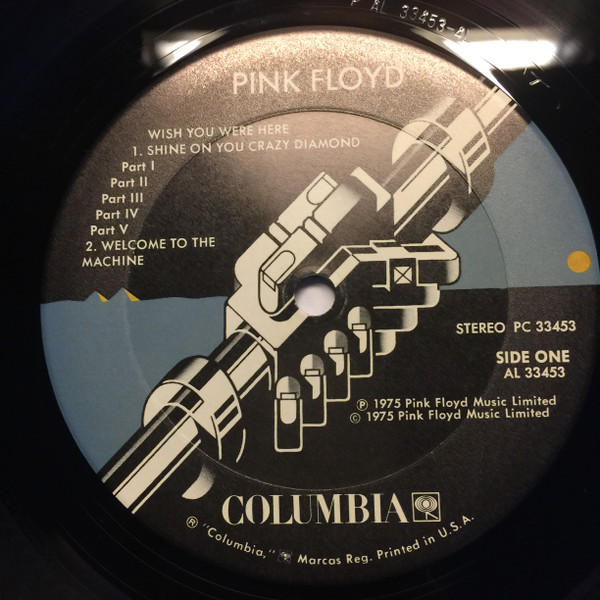 P AL 33453-
PINK FLOYD
WISH YOU WERE HERE
1. SHINE ON YOU CRAZY DIAMOND
Part I
Part II
Part III
Part IV
Part V
2. WELCOME TO THE
MACHINE
STEREO PC 33453
SIDE ONE
AL 33453
Ⓟ 1975 Pink Floyd Music Limited
© 1975 Pink Floyd Music Limited
COLUMBIA
® "Columbia," Marcas Reg. Printed in U.S.A.